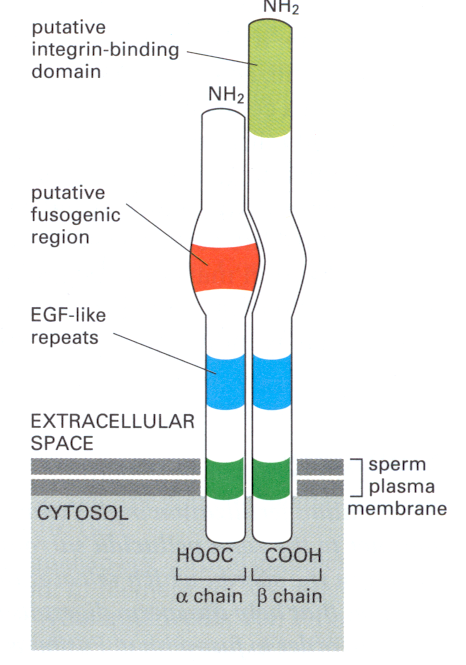 NH2
putative
integrin-binding
domain
NH2
putative
fusogenic
region
EGF-like
repeats
EXTRACELLULAR
SPACE
sperm
plasma
membrane
CYTOSOL
HOOC COOH
α chain β chain